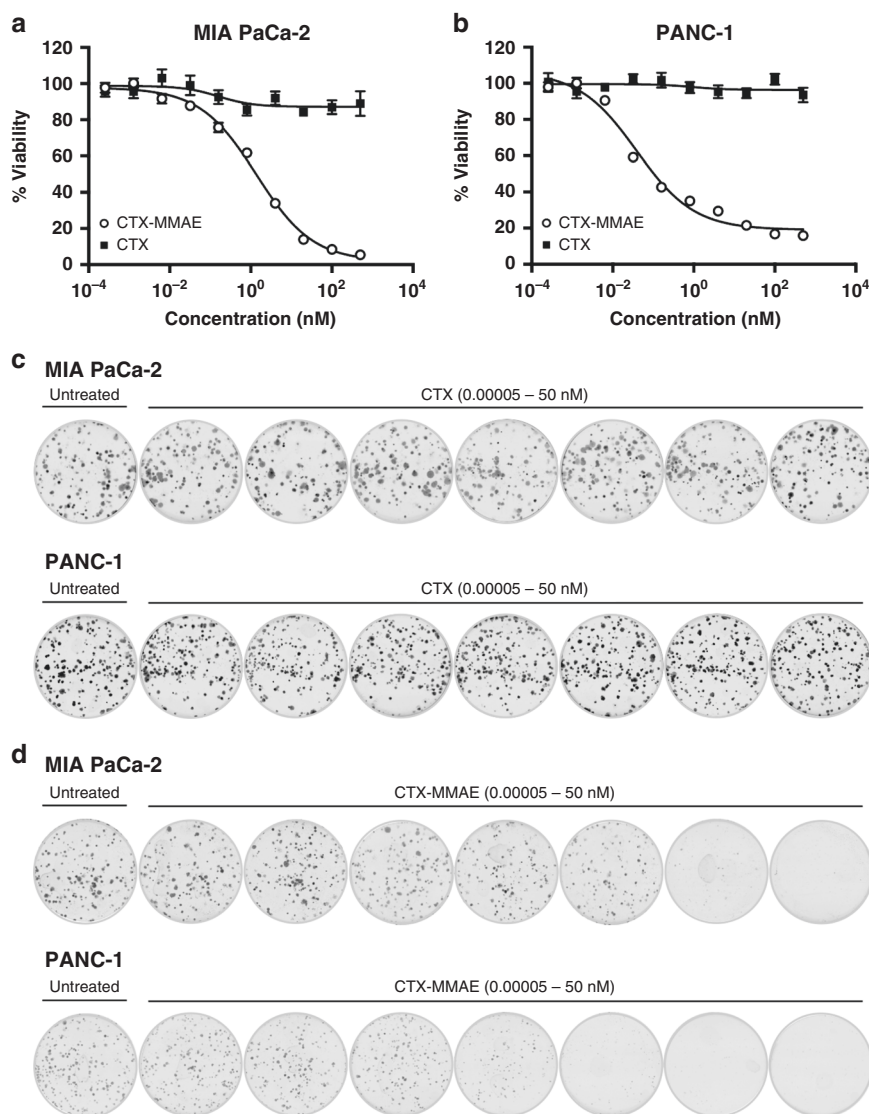 a
MIA PaCa-2
120
100
80
60
40
20
0
% Viability
CTX-MMAE
CTX
10⁻⁴
10⁻²
10⁰
10²
10⁴
Concentration (nM)
b
PANC-1
120
100
80
60
40
20
0
% Viability
CTX-MMAE
CTX
10⁻⁴
10⁻²
10⁰
10²
10⁴
Concentration (nM)
c
MIA PaCa-2
Untreated
CTX (0.00005 – 50 nM)
PANC-1
Untreated
CTX (0.00005 – 50 nM)
d
MIA PaCa-2
Untreated
CTX-MMAE (0.00005 – 50 nM)
PANC-1
Untreated
CTX-MMAE (0.00005 – 50 nM)